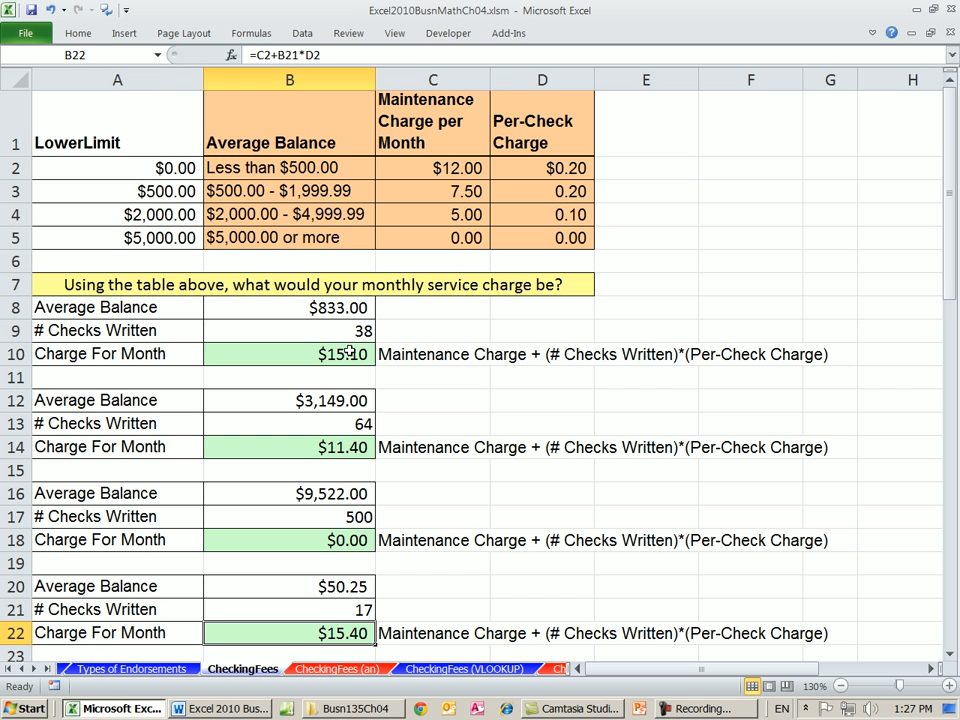 Excel2010BusnMathCh04.xlsm - Microsoft Excel
File Home Insert Page Layout Formulas Data Review View Developer Add-Ins
B22 fx =C2+B21*D2
A B C D E F G H
1 LowerLimit Average Balance Maintenance Charge per Month Per-Check Charge
2 $0.00 Less than $500.00 $12.00 $0.20
3 $500.00 $500.00 - $1,999.99 7.50 0.20
4 $2,000.00 $2,000.00 - $4,999.99 5.00 0.10
5 $5,000.00 $5,000.00 or more 0.00 0.00
6
7 Using the table above, what would your monthly service charge be?
8 Average Balance $833.00
9 # Checks Written 38
10 Charge For Month $15.10 Maintenance Charge + (# Checks Written)*(Per-Check Charge)
11
12 Average Balance $3,149.00
13 # Checks Written 64
14 Charge For Month $11.40 Maintenance Charge + (# Checks Written)*(Per-Check Charge)
15
16 Average Balance $9,522.00
17 # Checks Written 500
18 Charge For Month $0.00 Maintenance Charge + (# Checks Written)*(Per-Check Charge)
19
20 Average Balance $50.25
21 # Checks Written 17
22 Charge For Month $15.40 Maintenance Charge + (# Checks Written)*(Per-Check Charge)
23
Types of Endorsements CheckingFees CheckingFees (an) CheckingFees (VLOOKUP) Ch
Ready 130%
Start Microsoft Exc... Excel 2010 Bus... Busn135Ch04 Camtasia Studi... Recording... EN 1:27 PM